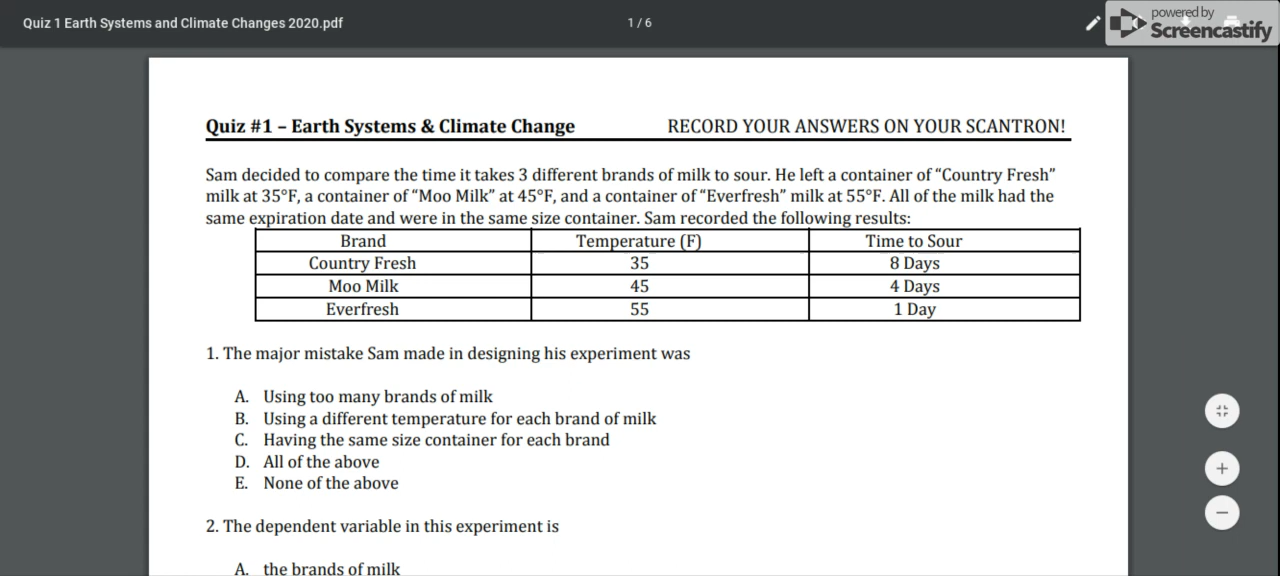 Quiz 1 Earth Systems and Climate Changes 2020.pdf
1 / 6
powered by
Screencastify
Quiz #1 – Earth Systems & Climate Change RECORD YOUR ANSWERS ON YOUR SCANTRON!
Sam decided to compare the time it takes 3 different brands of milk to sour. He left a container of “Country Fresh”
milk at 35°F, a container of “Moo Milk” at 45°F, and a container of “Everfresh” milk at 55°F. All of the milk had the
same expiration date and were in the same size container. Sam recorded the following results:
Brand Temperature (F) Time to Sour
Country Fresh 35 8 Days
Moo Milk 45 4 Days
Everfresh 55 1 Day
1. The major mistake Sam made in designing his experiment was
A. Using too many brands of milk
B. Using a different temperature for each brand of milk
C. Having the same size container for each brand
D. All of the above
E. None of the above
2. The dependent variable in this experiment is
A. the brands of milk